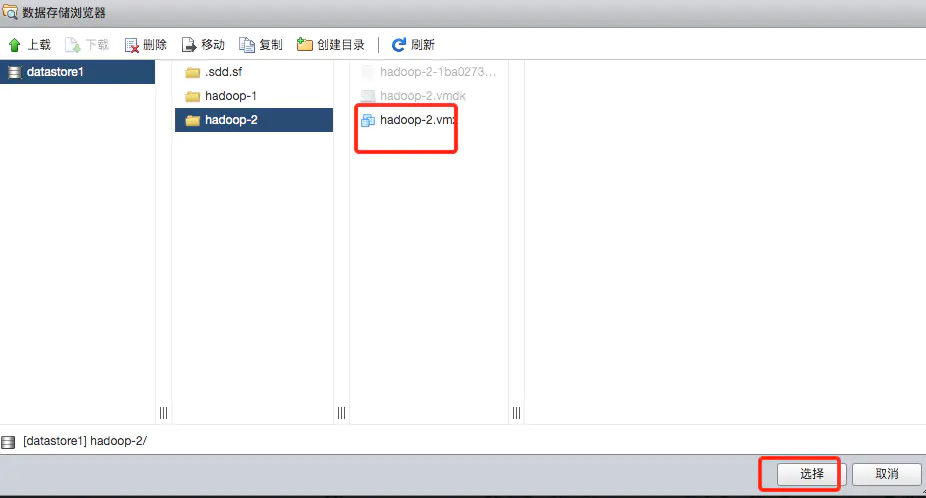 数据存储浏览器
上载 下载 删除 移动 复制 创建目录 刷新
datastore1 .sdd.sf hadoop-2-1ba0273...
hadoop-1 hadoop-2.vmdk
hadoop-2 hadoop-2.vmx
[datastore1] hadoop-2/
选择 取消